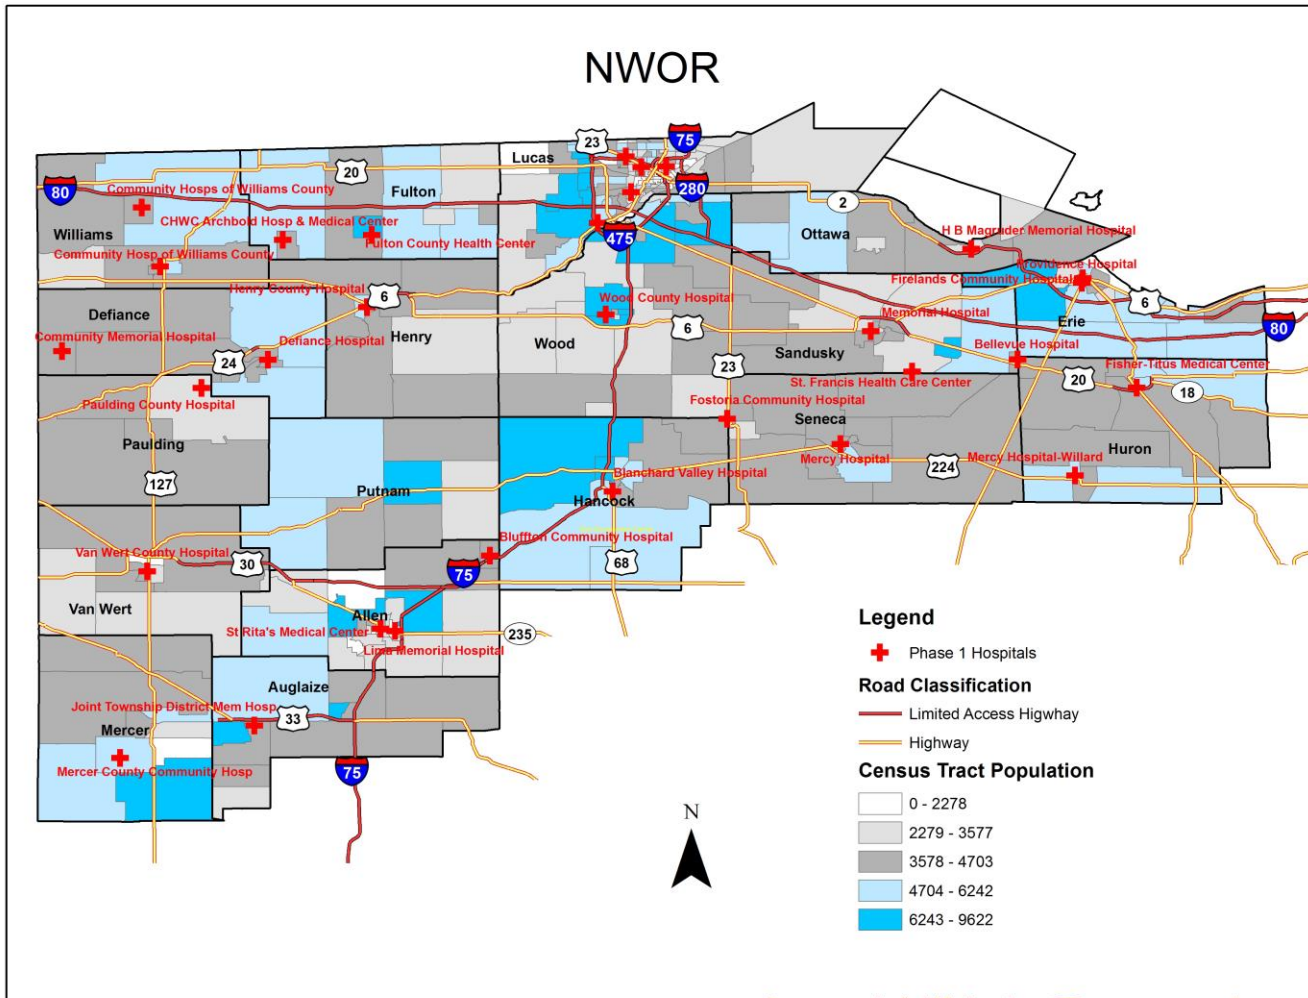 NWOR
Lucas
23
75
20
280
80
Community Hosps of Williams County
Fulton
2
CHWC Archbold Hosp & Medical Center
Williams
Fulton County Health Center
475
Ottawa
H B Magruder Memorial Hospital
Community Hosp of Williams County
Providence Hospital
Firelands Community Hospital
Henry County Hospital
6
Wood County Hospital
6
Defiance
Memorial Hospital
Erie
80
Community Memorial Hospital
Defiance Hospital
Henry
Wood
6
Sandusky
Bellevue Hospital
24
23
St. Francis Health Care Center
20
Fisher-Titus Medical Center
18
Paulding County Hospital
Fostoria Community Hospital
Seneca
Paulding
Huron
Mercy Hospital
224
Mercy Hospital-Willard
Blanchard Valley Hospital
127
Putnam
Hancock
Bluffton Community Hospital
Van Wert County Hospital
30
75
68
Van Wert
Allen
St Rita's Medical Center
235
Lima Memorial Hospital
Auglaize
Joint Township District Mem Hosp
33
Mercer
Mercer County Community Hosp
75
N
Legend
Phase 1 Hospitals
Road Classification
Limited Access Higwhay
Highway
Census Tract Population
0 - 2278
2279 - 3577
3578 - 4703
4704 - 6242
6243 - 9622